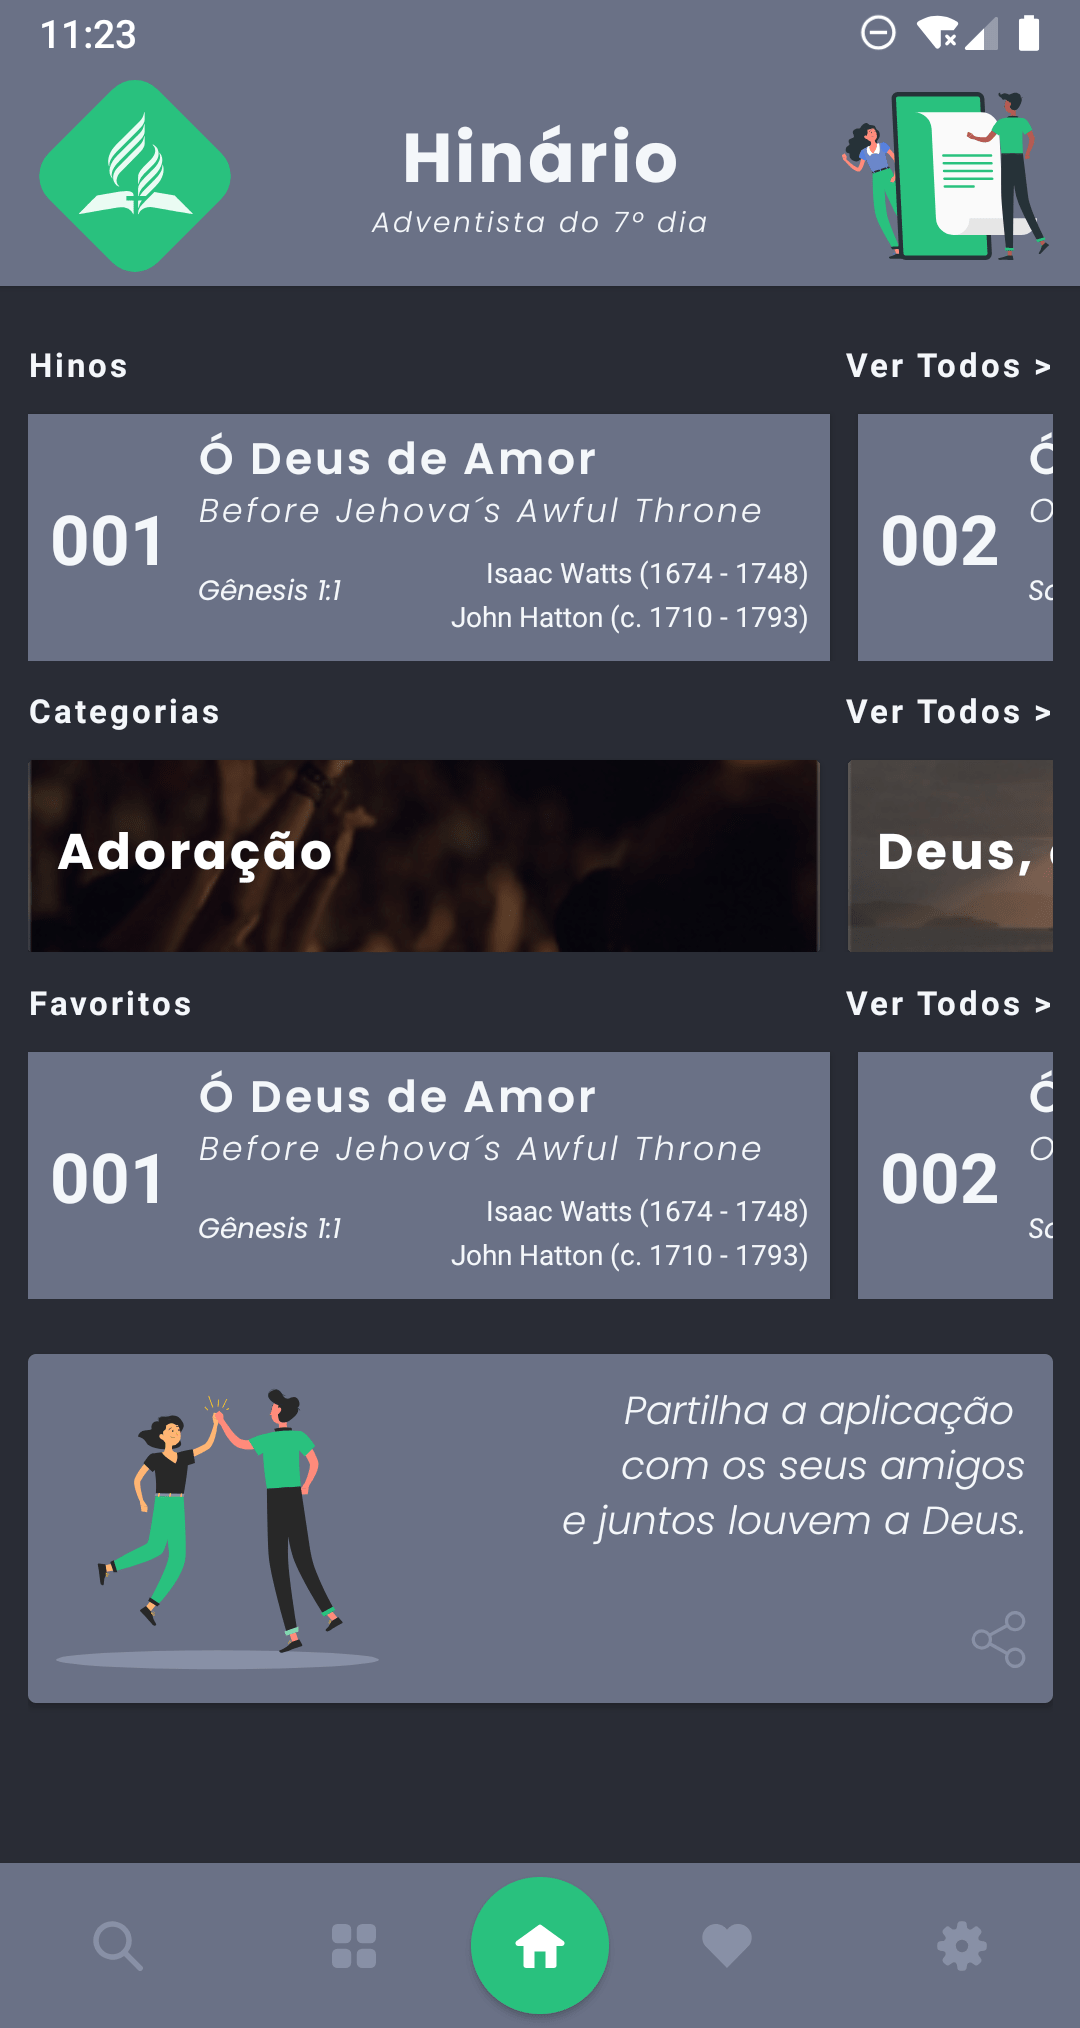 11:23
Hinário
Adventista do 7º dia
Hinos
Ver Todos >
001
Ó Deus de Amor
Before Jehova´s Awful Throne
Gênesis 1:1
Isaac Watts (1674 - 1748)
John Hatton (c. 1710 - 1793)
002
Ó
O
Categorias
Ver Todos >
Adoração
Deus,
Favoritos
Ver Todos >
001
Ó Deus de Amor
Before Jehova´s Awful Throne
Gênesis 1:1
Isaac Watts (1674 - 1748)
John Hatton (c. 1710 - 1793)
002
Ó
O
Partilha a aplicação
com os seus amigos
e juntos louvem a Deus.